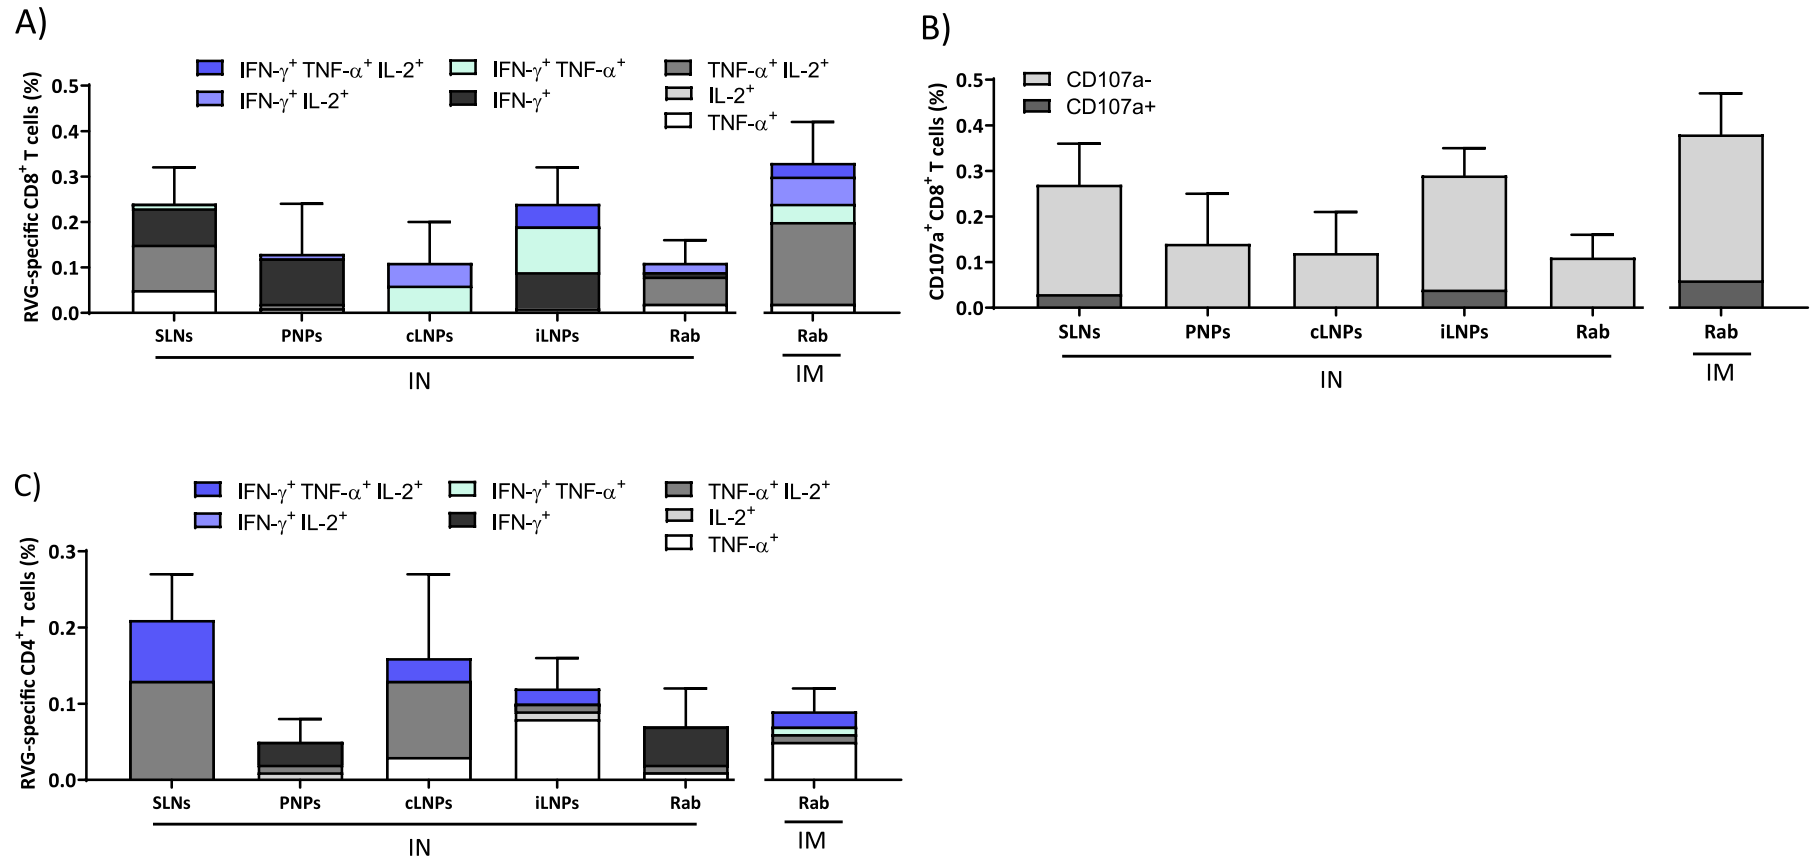 A)
IFN-γ⁺ TNF-α⁺ IL-2⁺
IFN-γ⁺ IL-2⁺
IFN-γ⁺ TNF-α⁺
IFN-γ⁺
TNF-α⁺ IL-2⁺
IL-2⁺
TNF-α⁺
RVG-specific CD8⁺ T cells (%)
0.5
0.4
0.3
0.2
0.1
0.0
SLNs PNPs cLNPs iLNPs Rab Rab
IN IM
B)
CD107a-
CD107a+
CD107a⁺ CD8⁺ T cells (%)
0.5
0.4
0.3
0.2
0.1
0.0
SLNs PNPs cLNPs iLNPs Rab Rab
IN IM
C)
IFN-γ⁺ TNF-α⁺ IL-2⁺
IFN-γ⁺ IL-2⁺
IFN-γ⁺ TNF-α⁺
IFN-γ⁺
TNF-α⁺ IL-2⁺
IL-2⁺
TNF-α⁺
RVG-specific CD4⁺ T cells (%)
0.3
0.2
0.1
0.0
SLNs PNPs cLNPs iLNPs Rab Rab
IN IM